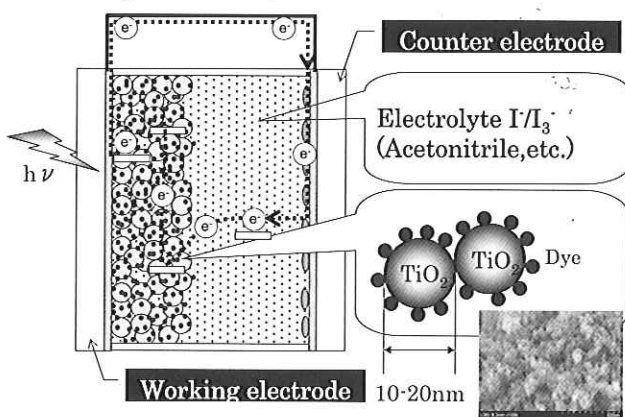 e⁻ e⁻
Counter electrode
Electrolyte I⁻/I₃⁻
(Acetonitrile,etc.)
hν
e⁻
e⁻
e⁻
e⁻ e⁻
TiO₂ TiO₂ Dye
10-20nm
Working electrode